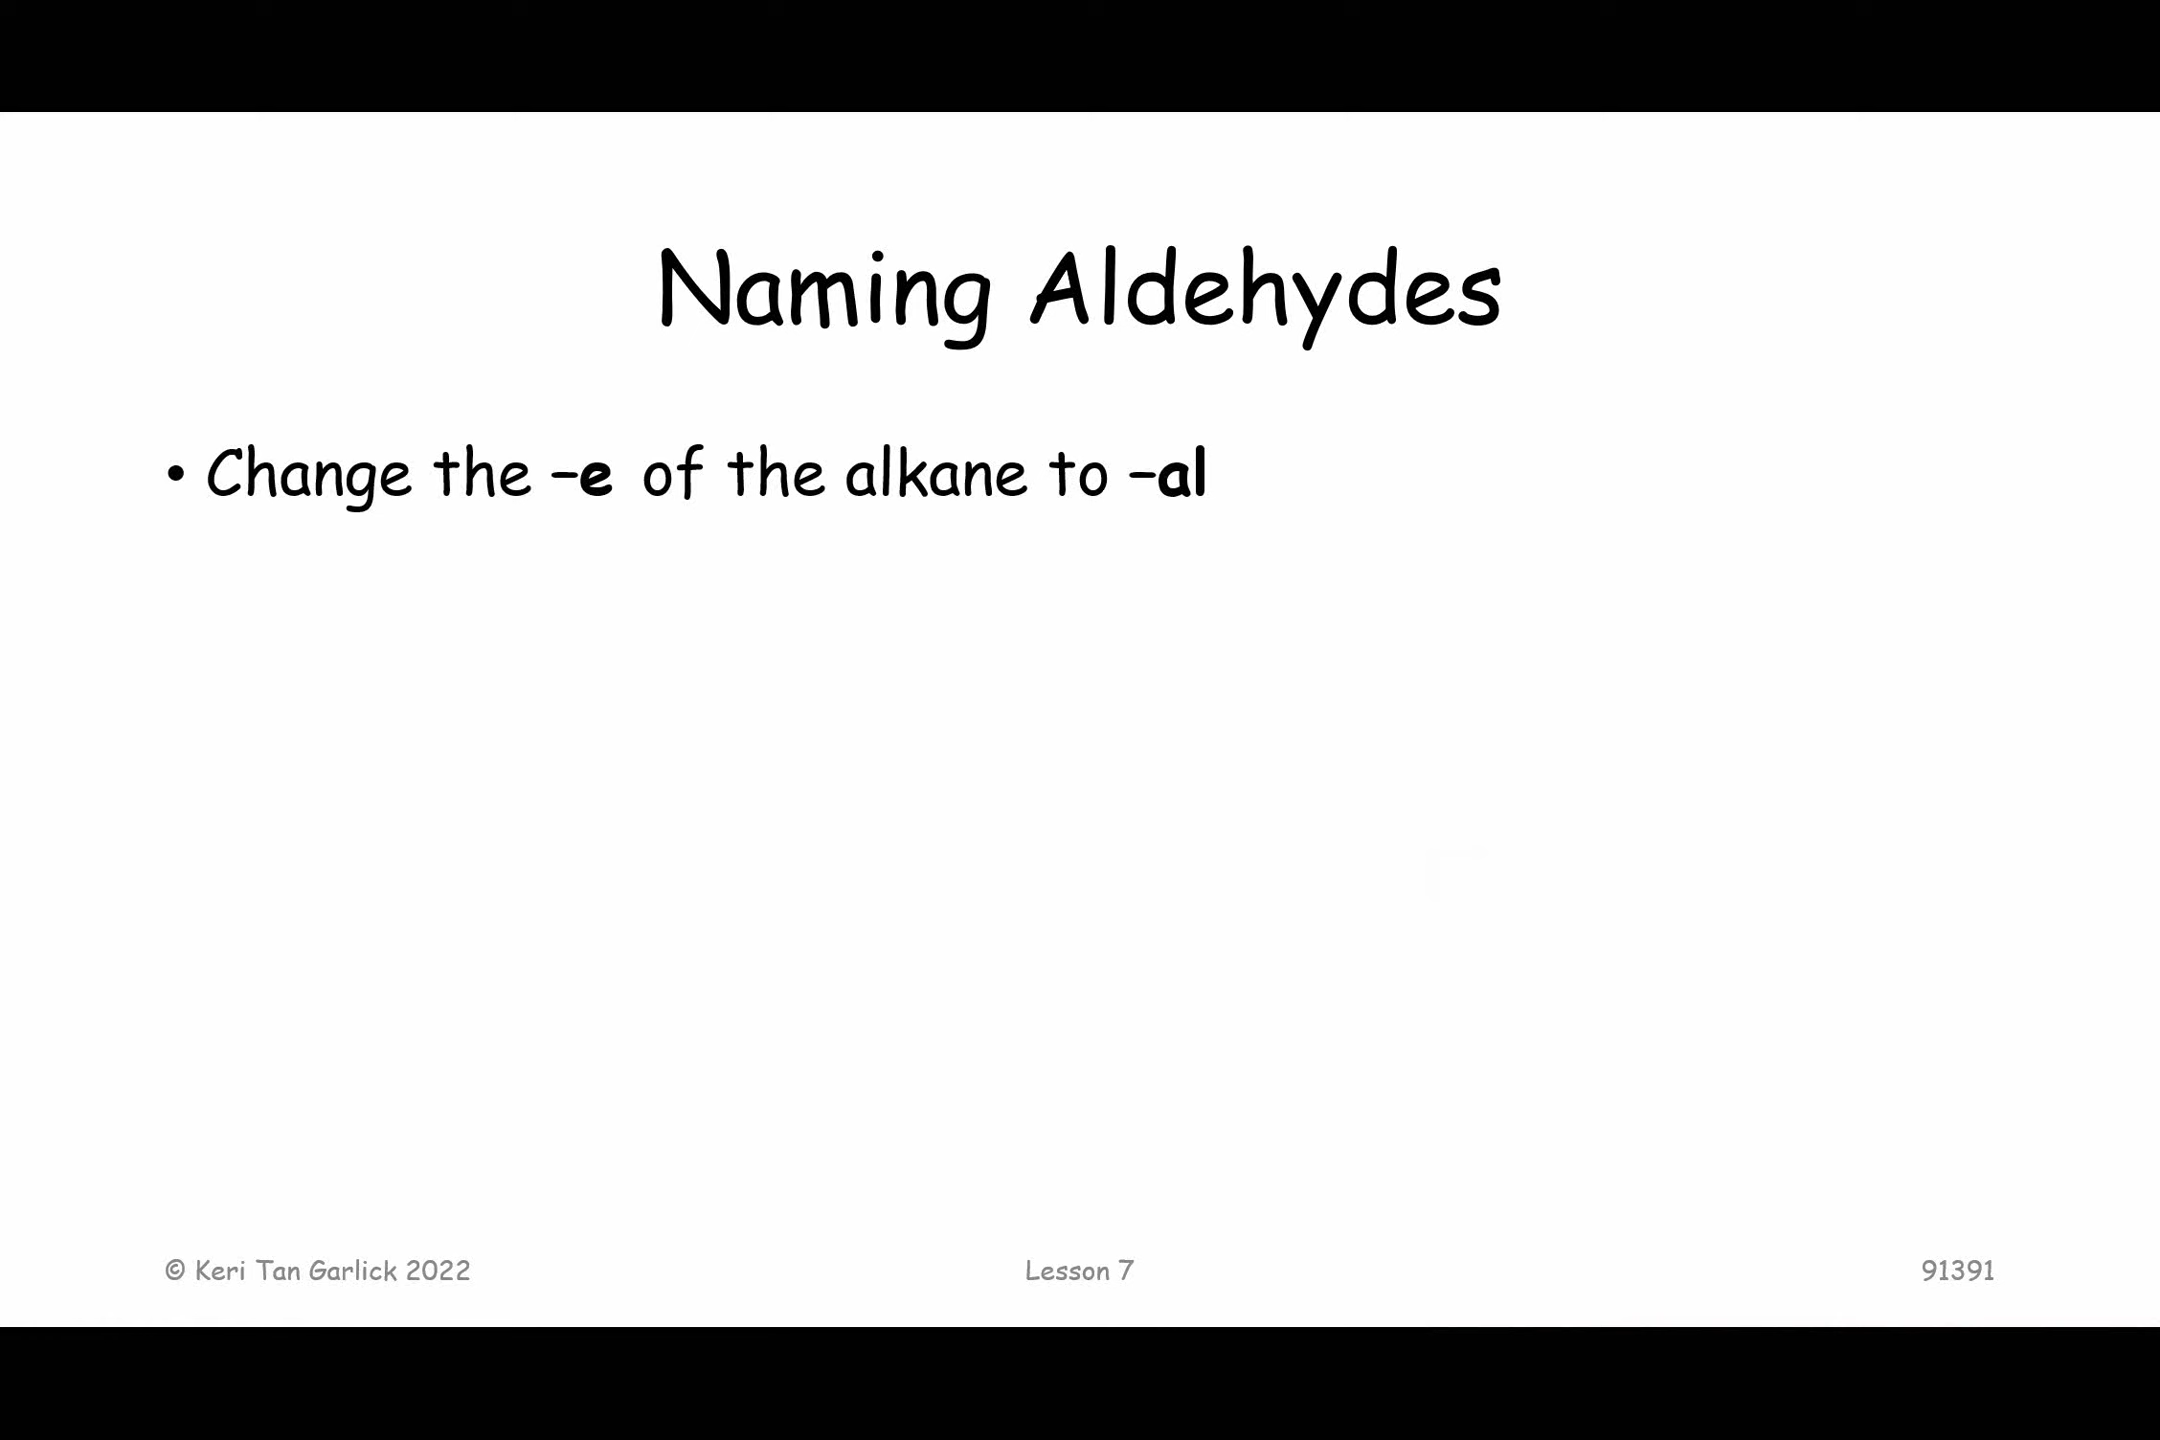 Naming Aldehydes
• Change the –e of the alkane to –al
© Keri Tan Garlick 2022
Lesson 7
91391